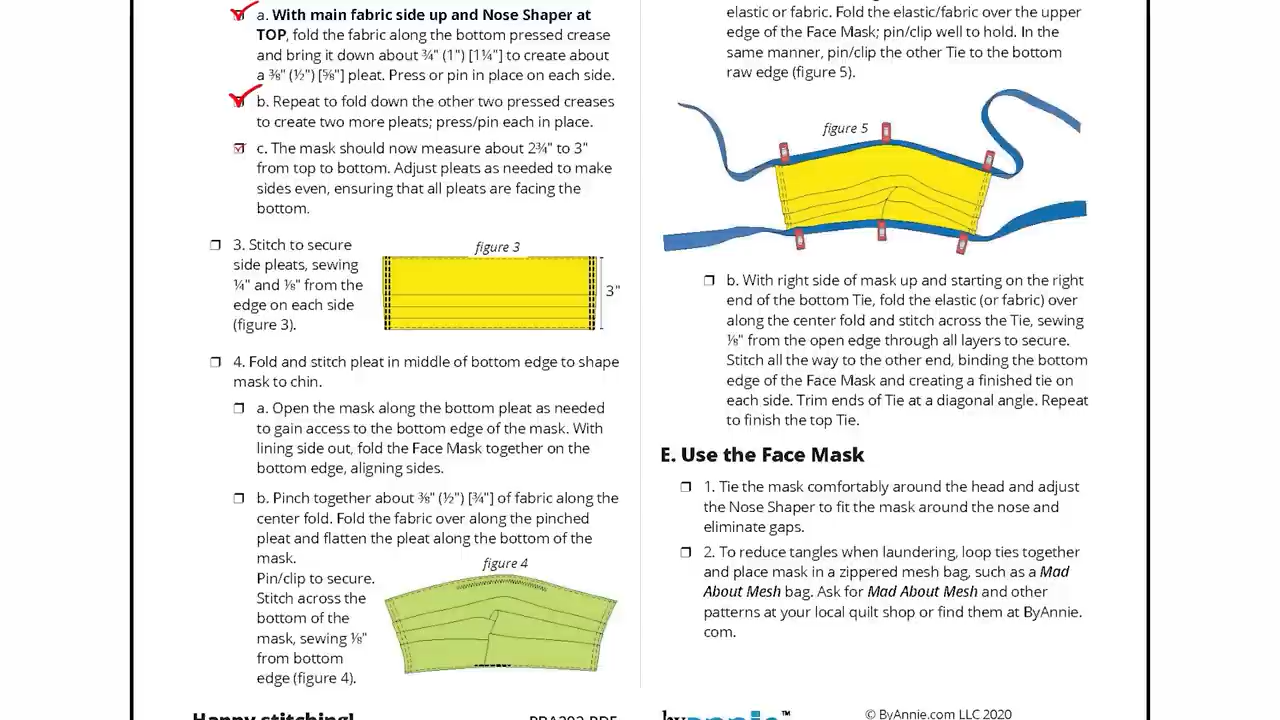 a. With main fabric side up and Nose Shaper at
TOP, fold the fabric along the bottom pressed crease
and bring it down about ¾" (1") [1¼"] to create about
a ⅜" (½") [⅝"] pleat. Press or pin in place on each side.
b. Repeat to fold down the other two pressed creases
to create two more pleats; press/pin each in place.
c. The mask should now measure about 2¾" to 3"
from top to bottom. Adjust pleats as needed to make
sides even, ensuring that all pleats are facing the
bottom.
3. Stitch to secure
side pleats, sewing
¼" and ⅛" from the
edge on each side
(figure 3).
figure 3
3"
4. Fold and stitch pleat in middle of bottom edge to shape
mask to chin.
a. Open the mask along the bottom pleat as needed
to gain access to the bottom edge of the mask. With
lining side out, fold the Face Mask together on the
bottom edge, aligning sides.
b. Pinch together about ⅜" (½") [¾"] of fabric along the
center fold. Fold the fabric over along the pinched
pleat and flatten the pleat along the bottom of the
mask.
Pin/clip to secure.
Stitch across the
bottom of the
mask, sewing ⅛"
from bottom
edge (figure 4).
figure 4
Happy stitching!
PBA292-PDF
elastic or fabric. Fold the elastic/fabric over the upper
edge of the Face Mask; pin/clip well to hold. In the
same manner, pin/clip the other Tie to the bottom
raw edge (figure 5).
figure 5
b. With right side of mask up and starting on the right
end of the bottom Tie, fold the elastic (or fabric) over
along the center fold and stitch across the Tie, sewing
⅛" from the open edge through all layers to secure.
Stitch all the way to the other end, binding the bottom
edge of the Face Mask and creating a finished tie on
each side. Trim ends of Tie at a diagonal angle. Repeat
to finish the top Tie.
E. Use the Face Mask
1. Tie the mask comfortably around the head and adjust
the Nose Shaper to fit the mask around the nose and
eliminate gaps.
2. To reduce tangles when laundering, loop ties together
and place mask in a zippered mesh bag, such as a Mad
About Mesh bag. Ask for Mad About Mesh and other
patterns at your local quilt shop or find them at ByAnnie.
com.
byannie™
© ByAnnie.com LLC 2020